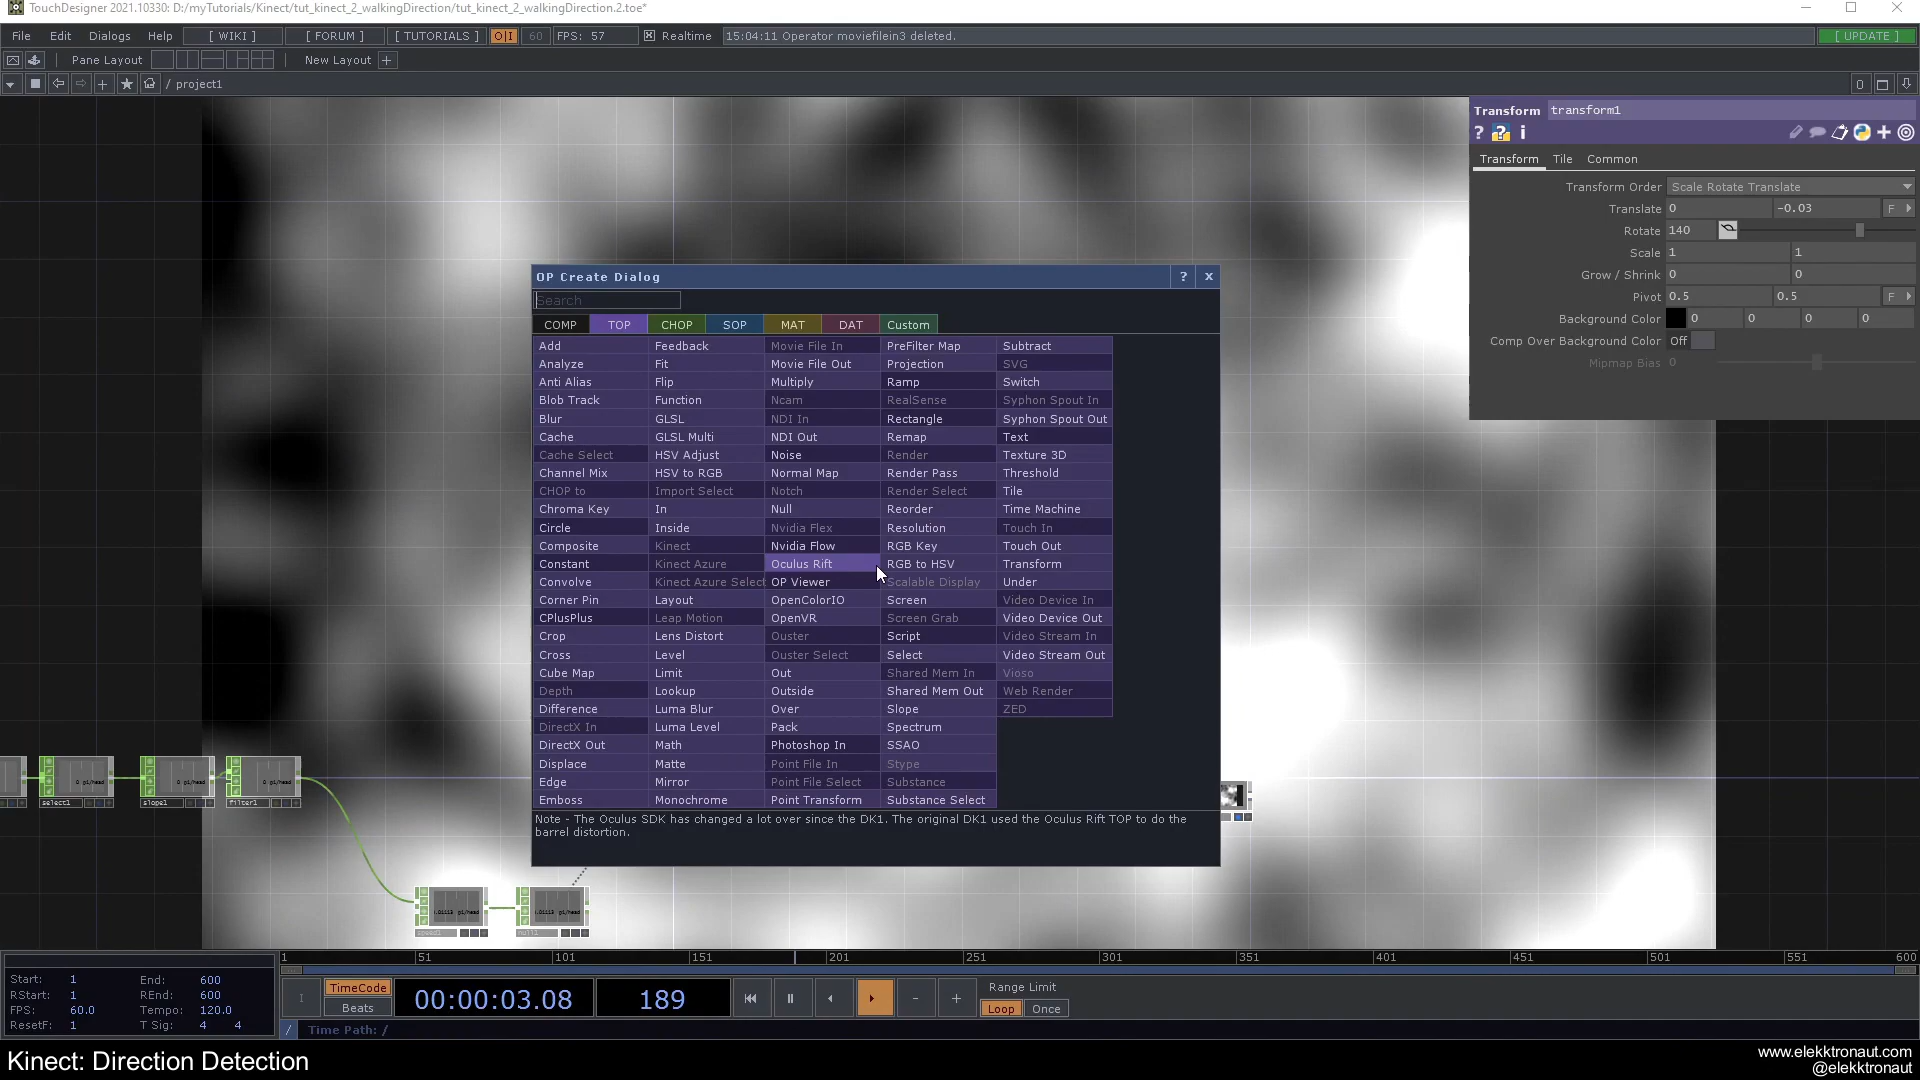 TouchDesigner 2021.10330: D:/myTutorials/Kinect/tut_kinect_2_walkingDirection/tut_kinect_2_walkingDirection.2.toe*
File Edit Dialogs Help [ WIKI ] [ FORUM ] [ TUTORIALS ] O|I 60 FPS: 57 Realtime 15:04:11 Operator moviefilein3 deleted. [ UPDATE ]
Pane Layout New Layout +
/ project1 0
Transform transform1
? ? i
Transform Tile Common
Transform Order Scale Rotate Translate
Translate 0 -0.03 F
Rotate 140
Scale 1 1
Grow / Shrink 0 0
Pivot 0.5 0.5 F
Background Color 0 0 0 0
Comp Over Background Color Off
Mipmap Bias 0
OP Create Dialog ? x
Search
COMP TOP CHOP SOP MAT DAT Custom
Add Feedback Movie File In PreFilter Map Subtract
Analyze Fit Movie File Out Projection SVG
Anti Alias Flip Multiply Ramp Switch
Blob Track Function Ncam RealSense Syphon Spout In
Blur GLSL NDI In Rectangle Syphon Spout Out
Cache GLSL Multi NDI Out Remap Text
Cache Select HSV Adjust Noise Render Texture 3D
Channel Mix HSV to RGB Normal Map Render Pass Threshold
CHOP to Import Select Notch Render Select Tile
Chroma Key In Null Reorder Time Machine
Circle Inside Nvidia Flex Resolution Touch In
Composite Kinect Nvidia Flow RGB Key Touch Out
Constant Kinect Azure Oculus Rift RGB to HSV Transform
Convolve Kinect Azure Select OP Viewer Scalable Display Under
Corner Pin Layout OpenColorIO Screen Video Device In
CPlusPlus Leap Motion OpenVR Screen Grab Video Device Out
Crop Lens Distort Ouster Script Video Stream In
Cross Level Ouster Select Select Video Stream Out
Cube Map Limit Out Shared Mem In Vioso
Depth Lookup Outside Shared Mem Out Web Render
Difference Luma Blur Over Slope ZED
DirectX In Luma Level Pack Spectrum
DirectX Out Math Photoshop In SSAO
Displace Matte Point File In Stype
Edge Mirror Point File Select Substance
Emboss Monochrome Point Transform Substance Select
Note - The Oculus SDK has changed a lot over since the DK1. The original DK1 used the Oculus Rift TOP to do the
barrel distortion.
0 p1/head 0 p1/head 0 p1/head
select1 slope1 filter1
speed1 null1
1 51 101 151 201 251 301 351 401 451 501 551 600
Start: 1 End: 600
RStart: 1 REnd: 600
FPS: 60.0 Tempo: 120.0
ResetF: 1 T Sig: 4 4
TimeCode
Beats
00:00:03.08 189
Range Limit
Loop Once
/ Time Path: /
Kinect: Direction Detection
www.elekktronaut.com
@elekktronaut